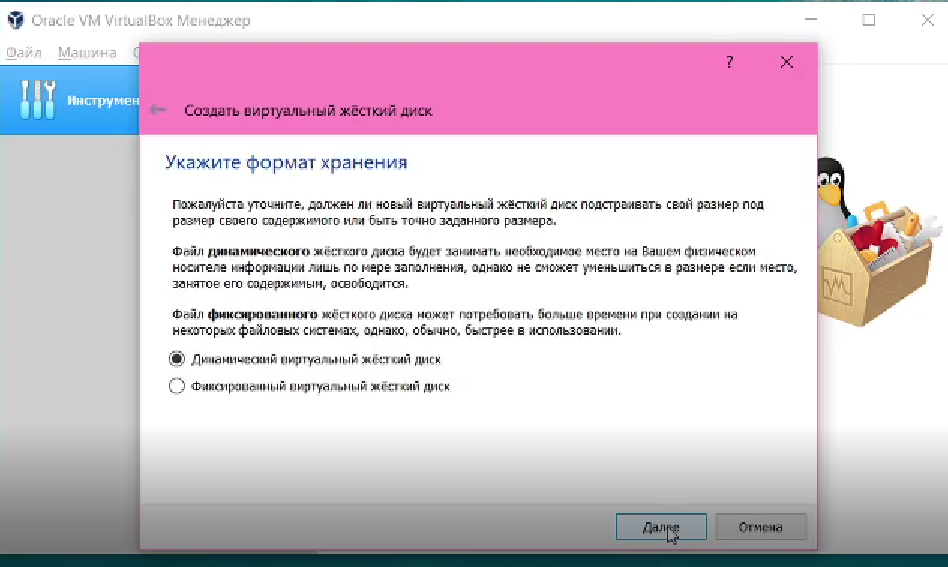 Oracle VM VirtualBox Менеджер
Файл Машина С
?
Инструмен
Создать виртуальный жёсткий диск
Укажите формат хранения
Пожалуйста уточните, должен ли новый виртуальный жёсткий диск подстраивать свой размер под
размер своего содержимого или быть точно заданного размера.
Файл динамического жёсткого диска будет занимать необходимое место на Вашем физическом
носителе информации лишь по мере заполнения, однако не сможет уменьшиться в размере если место,
занятое его содержимым, освободится.
Файл фиксированного жёсткого диска может потребовать больше времени при создании на
некоторых файловых системах, однако, обычно, быстрее в использовании.
Динамический виртуальный жёсткий диск
Фиксированный виртуальный жёсткий диск
Далее Отмена